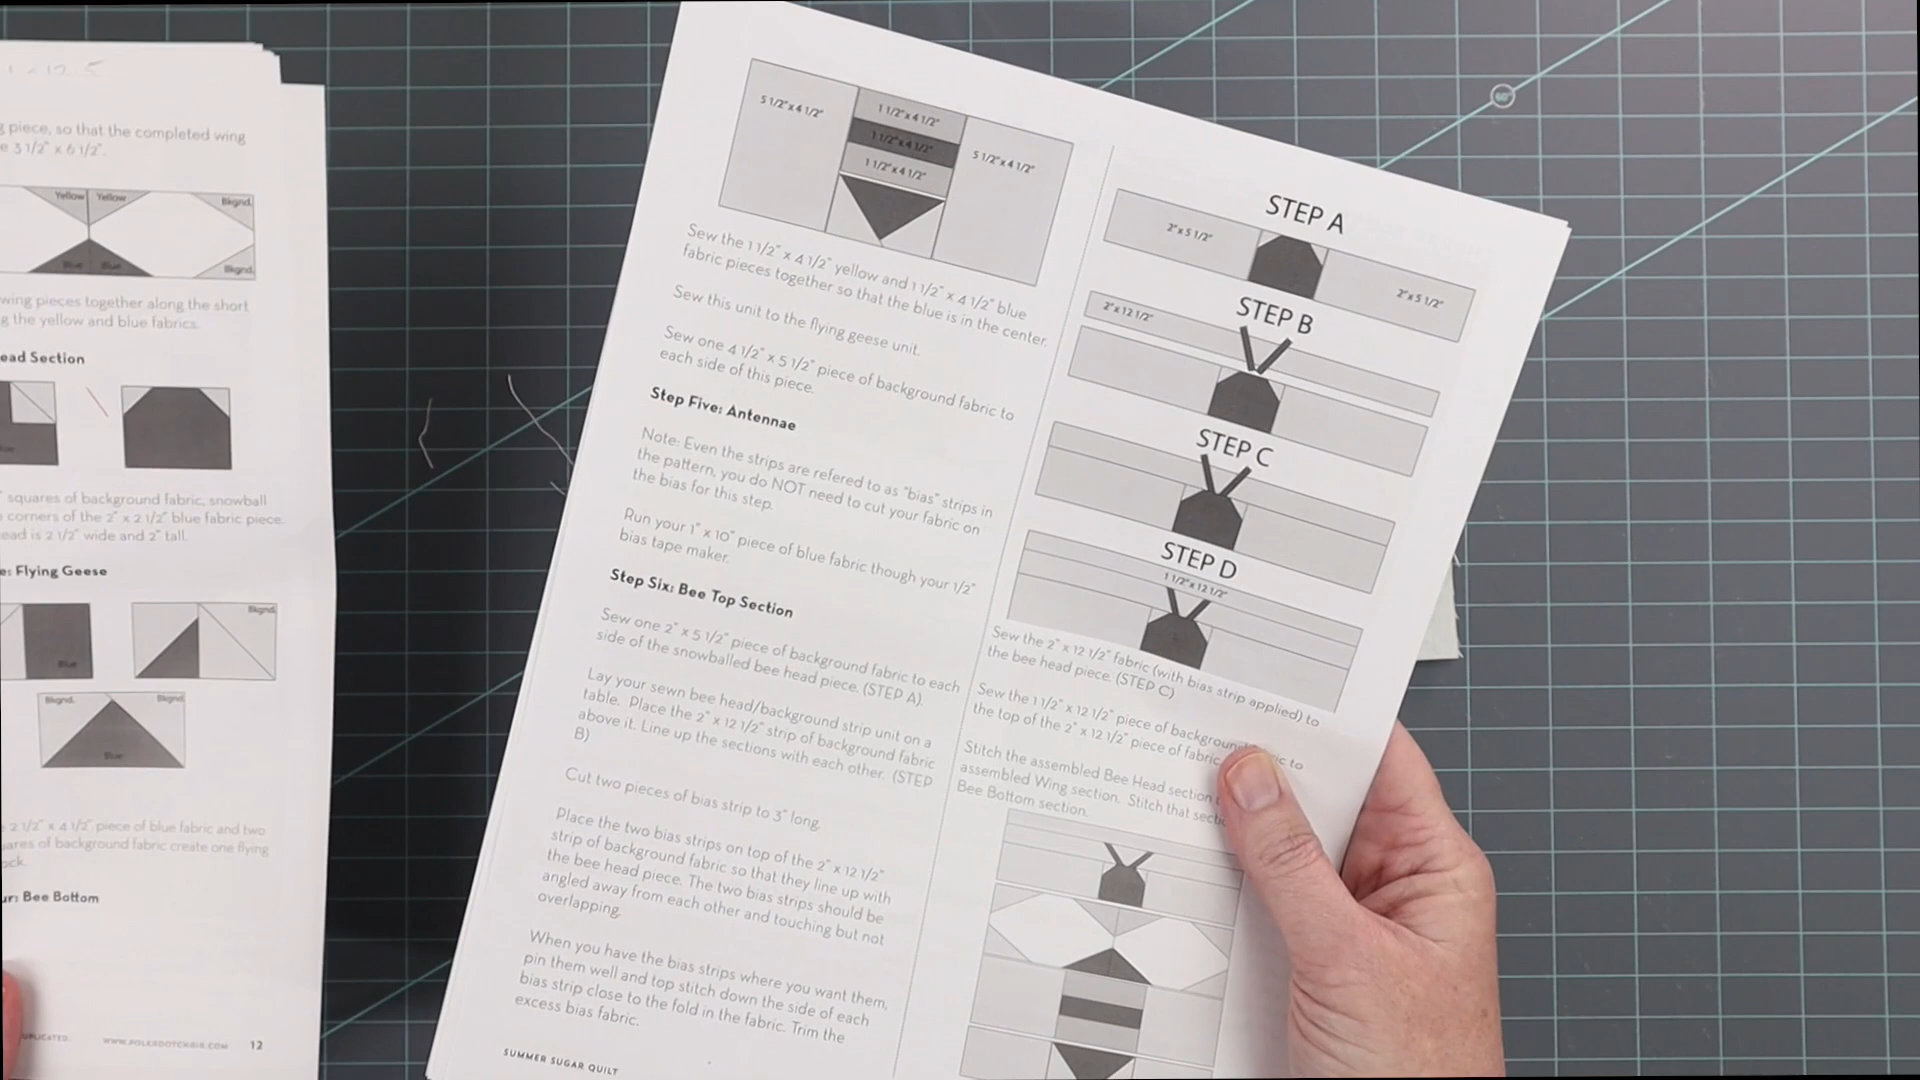 piece, so that the completed wing
3 1/2" x 6 1/2".
Yellow Yellow Bkgnd.
Blue Blue Bkgnd.
wing pieces together along the short
the yellow and blue fabrics.
ead Section
squares of background fabric, snowball
corners of the 2" x 2 1/2" blue fabric piece.
ead is 2 1/2" wide and 2" tall.
e: Flying Geese
Blue
Bkgnd.
Bkgnd. Bkgnd.
Blue
2 1/2" x 4 1/2" piece of blue fabric and two
ares of background fabric create one flying
ock.
ur: Bee Bottom
UPLICATED. WWW.POLKADOTCHAIR.COM 12
5 1/2"x4 1/2"
1 1/2"x4 1/2"
1 1/2"x4 1/2"
1 1/2"x4 1/2"
5 1/2"x4 1/2"
Sew the 1 1/2" x 4 1/2" yellow and 1 1/2" x 4 1/2" blue
fabric pieces together so that the blue is in the center.
Sew this unit to the flying geese unit.
Sew one 4 1/2" x 5 1/2" piece of background fabric to
each side of this piece.
Step Five: Antennae
Note: Even the strips are refered to as "bias" strips in
the pattern, you do NOT need to cut your fabric on
the bias for this step.
Run your 1" x 10" piece of blue fabric though your 1/2"
bias tape maker.
Step Six: Bee Top Section
Sew one 2" x 5 1/2" piece of background fabric to each
side of the snowballed bee head piece. (STEP A).
Lay your sewn bee head/background strip unit on a
table. Place the 2" x 12 1/2" strip of background fabric
above it. Line up the sections with each other. (STEP
B)
Cut two pieces of bias strip to 3" long.
Place the two bias strips on top of the 2" x 12 1/2"
strip of background fabric so that they line up with
the bee head piece. The two bias strips should be
angled away from each other and touching but not
overlapping.
When you have the bias strips where you want them,
pin them well and top stitch down the side of each
bias strip close to the fold in the fabric. Trim the
excess bias fabric.
SUMMER SUGAR QUILT
STEP A
2"x5 1/2"
2"x5 1/2"
STEP B
2"x12 1/2"
STEP C
STEP D
1 1/2"x12 1/2"
Sew the 2" x 12 1/2" fabric (with bias strip applied) to
the bee head piece. (STEP C)
Sew the 1 1/2" x 12 1/2" piece of background to
the top of the 2" x 12 1/2" piece of fabric
Stitch the assembled Bee Head section
assembled Wing section. Stitch that
Bee Bottom section.
60°